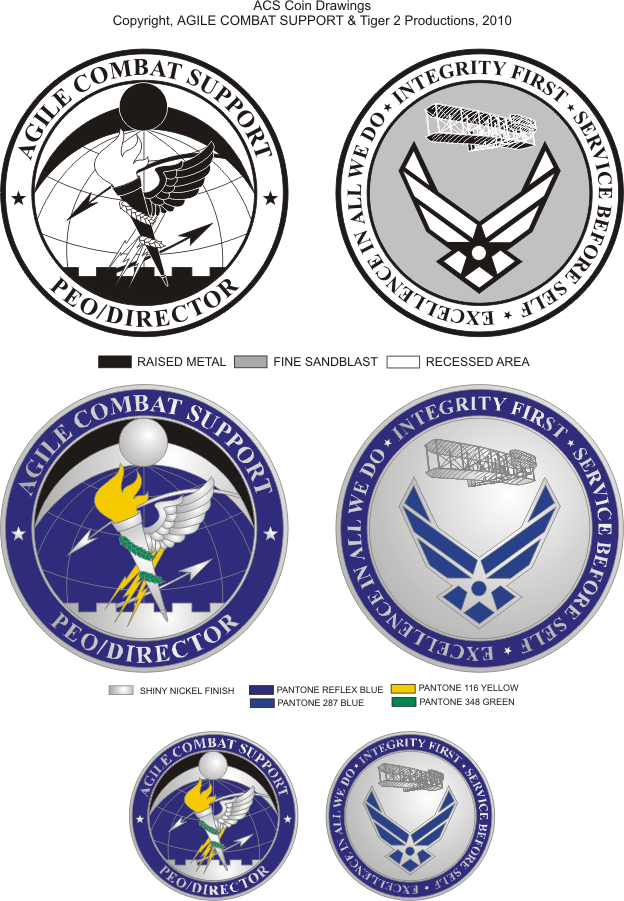 ACS Coin Drawings
Copyright, AGILE COMBAT SUPPORT & Tiger 2 Productions, 2010
AGILE COMBAT SUPPORT
PEO/DIRECTOR
INTEGRITY FIRST ★ SERVICE BEFORE SELF ★ EXCELLENCE IN ALL WE DO ★
RAISED METAL
FINE SANDBLAST
RECESSED AREA
AGILE COMBAT SUPPORT
PEO/DIRECTOR
INTEGRITY FIRST ★ SERVICE BEFORE SELF ★ EXCELLENCE IN ALL WE DO ★
SHINY NICKEL FINISH
PANTONE REFLEX BLUE
PANTONE 116 YELLOW
PANTONE 287 BLUE
PANTONE 348 GREEN
AGILE COMBAT SUPPORT
PEO/DIRECTOR
INTEGRITY FIRST ★ SERVICE BEFORE SELF ★ EXCELLENCE IN ALL WE DO ★